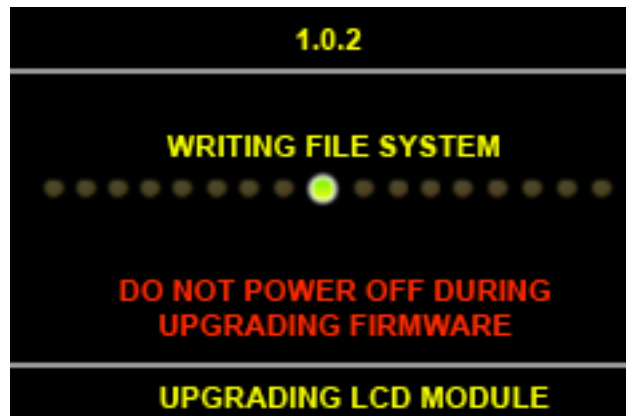 1.0.2
WRITING FILE SYSTEM
DO NOT POWER OFF DURING
UPGRADING FIRMWARE
UPGRADING LCD MODULE